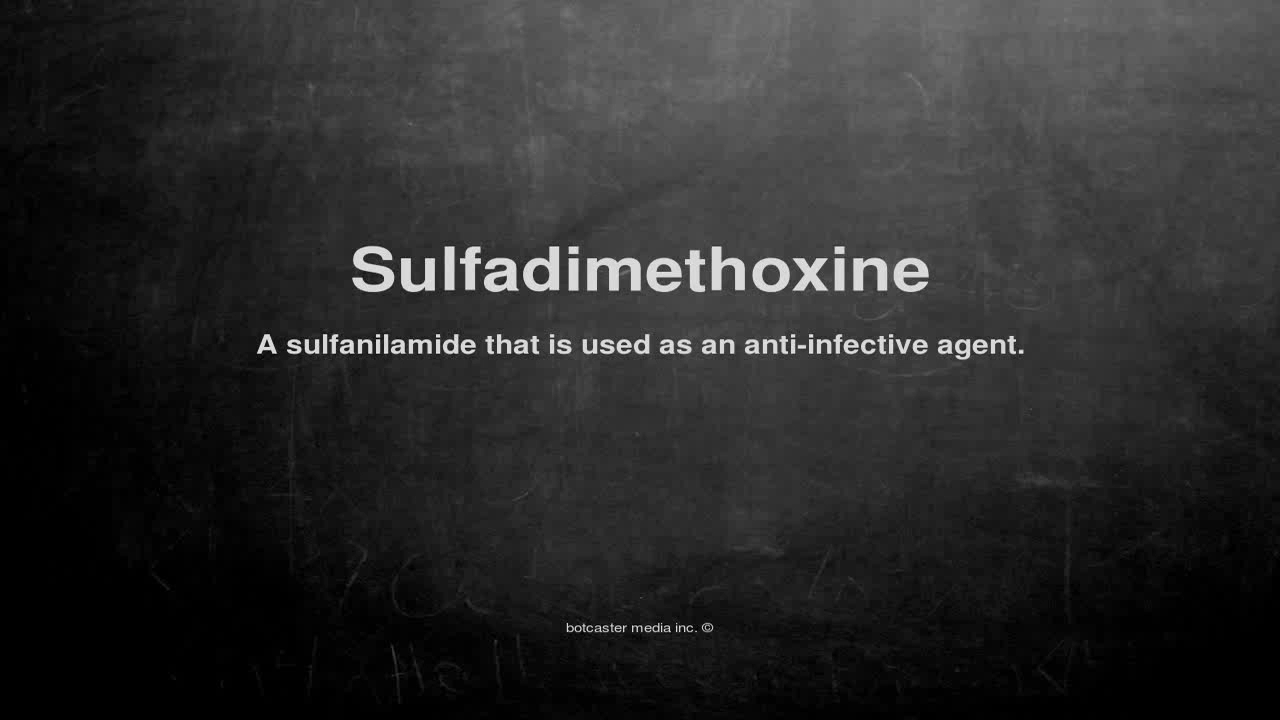 Sulfadimethoxine
A sulfanilamide that is used as an anti-infective agent.
botcaster media inc. ©